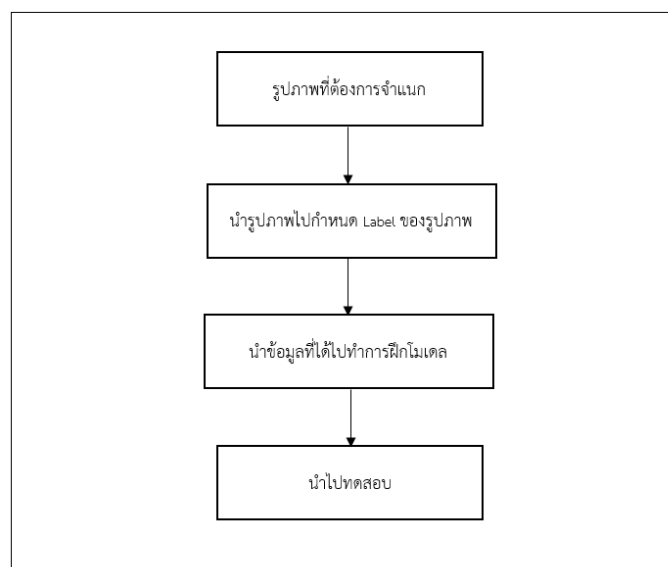 รูปภาพที่ต้องการจำแนก
นำรูปภาพไปกำหนด Label ของรูปภาพ
นำข้อมูลที่ได้ไปทำการฝึกโมเดล
นำไปทดสอบ